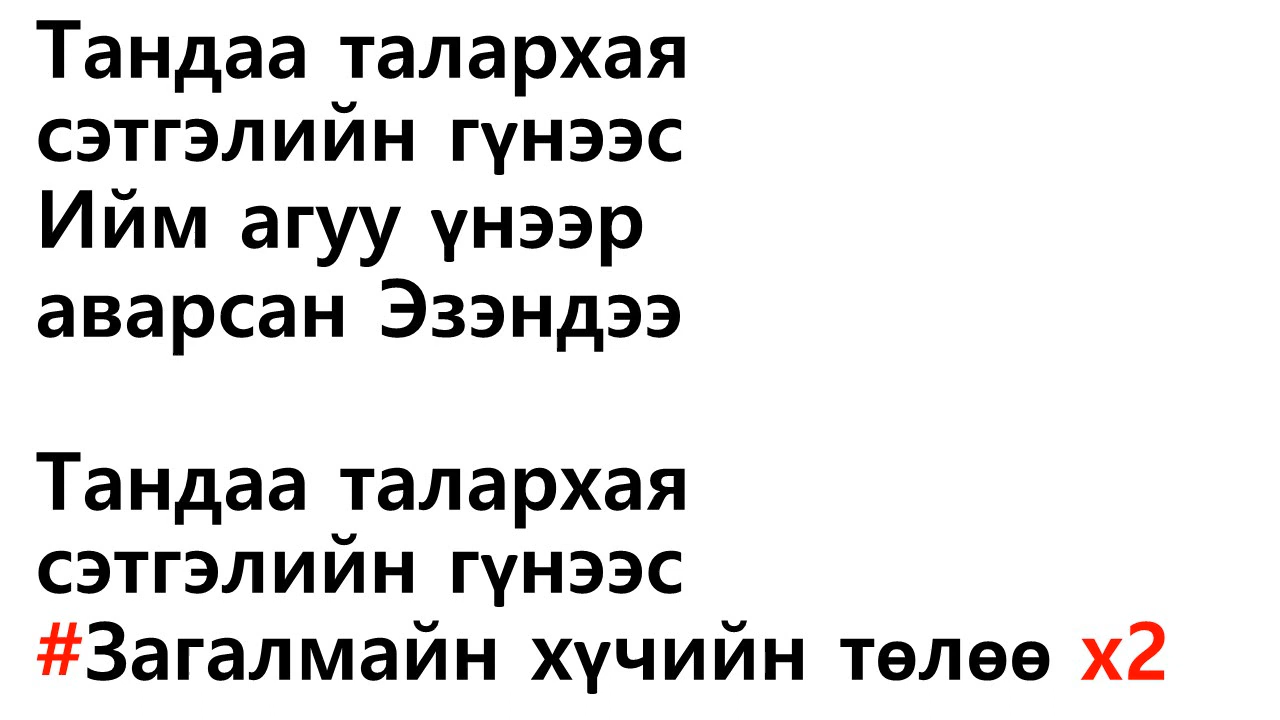 Тандаа талархая
сэтгэлийн гүнээс
Ийм агуу үнээр
аварсан Эзэндээ
Тандаа талархая
сэтгэлийн гүнээс
#Загалмайн хүчийн төлөө x2